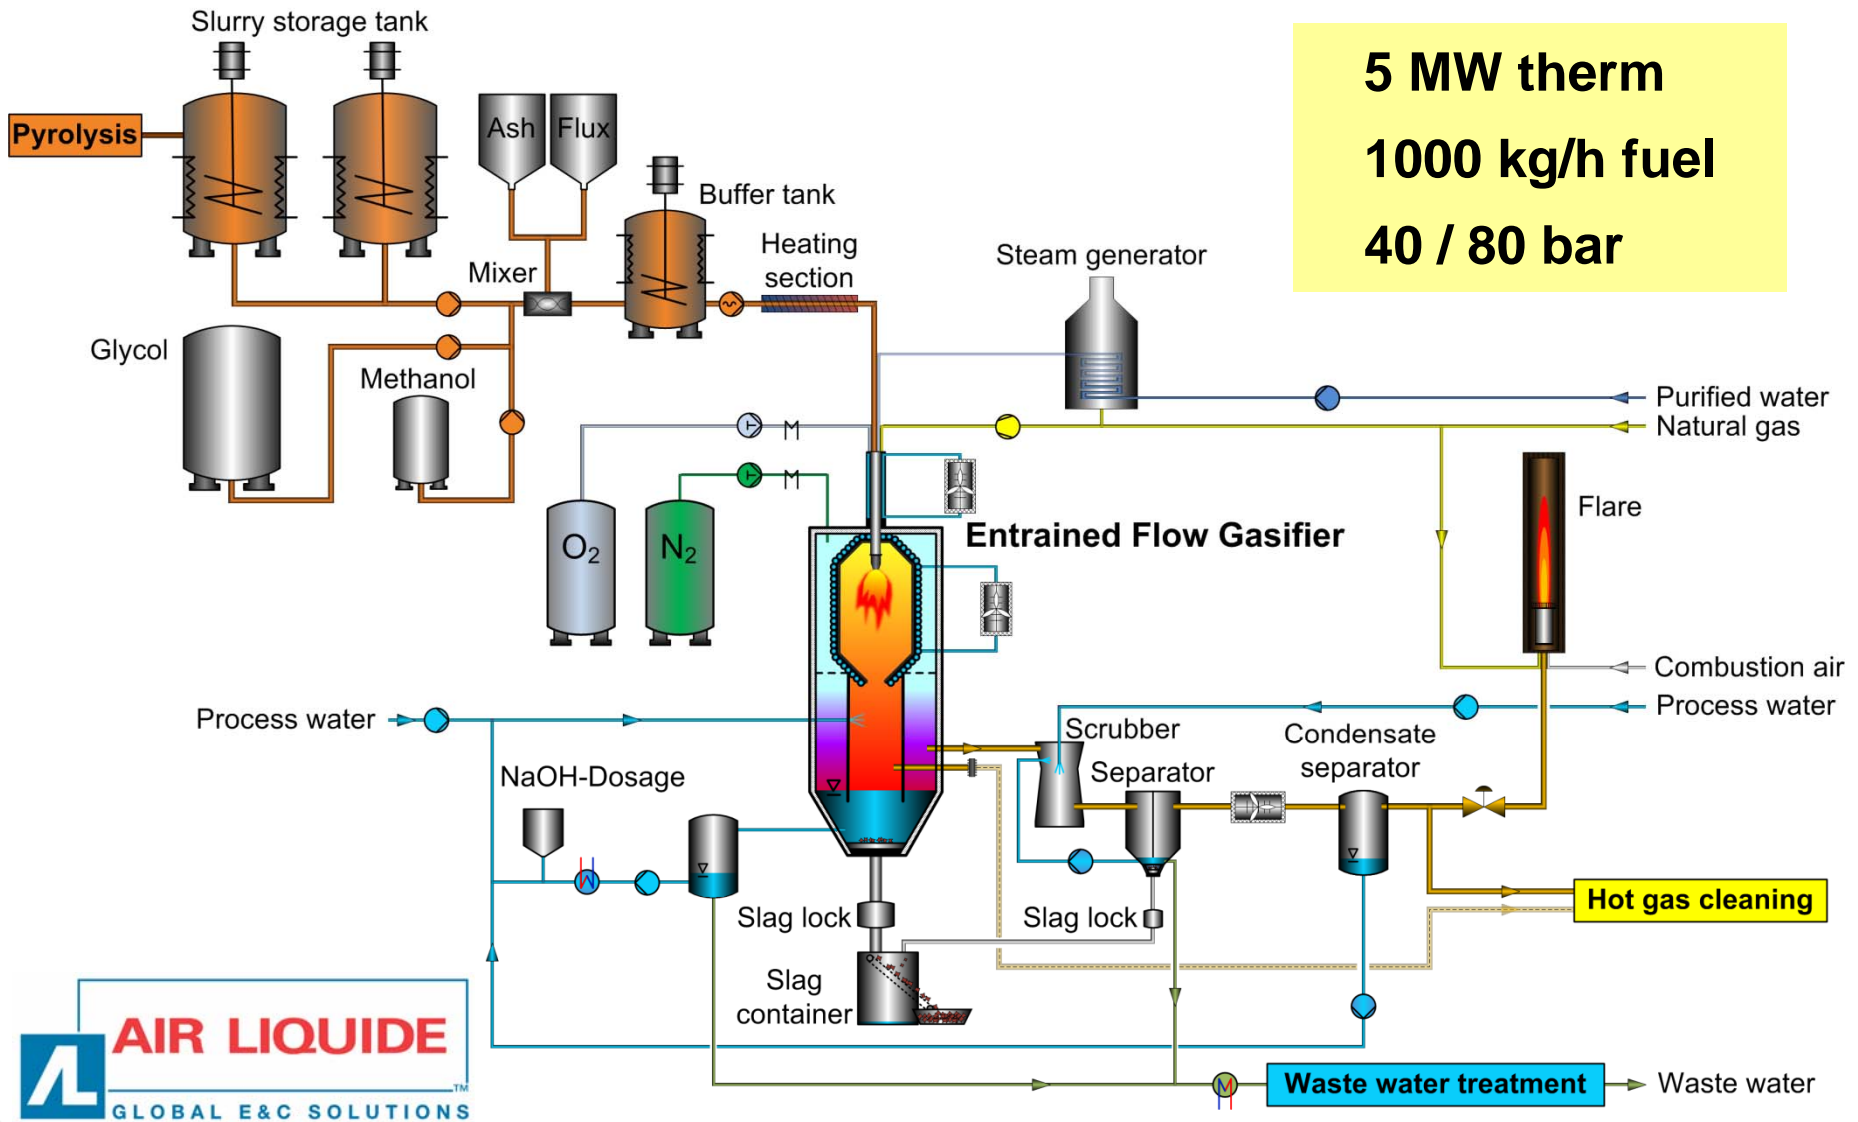 Slurry storage tank
5 MW therm
1000 kg/h fuel
40 / 80 bar
Pyrolysis
Ash
Flux
Buffer tank
Heating
section
Mixer
Steam generator
Glycol
Methanol
Purified water
Natural gas
M
M
O2
N2
Entrained Flow Gasifier
Flare
Combustion air
Process water
Process water
Scrubber
Condensate
separator
Separator
NaOH-Dosage
Slag lock
Slag lock
Hot gas cleaning
Slag
container
Waste water treatment
Waste water
AIR LIQUIDE
TM
GLOBAL E&C SOLUTIONS